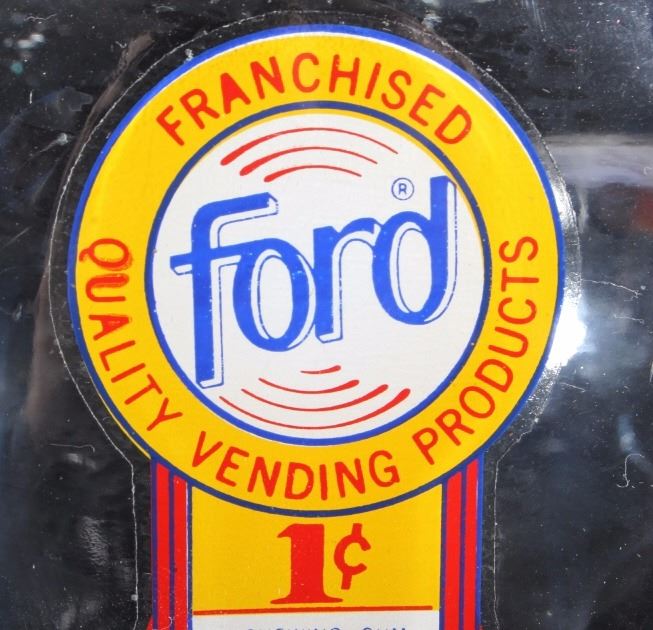 FRANCHISED
ford ®
QUALITY VENDING PRODUCTS
1¢